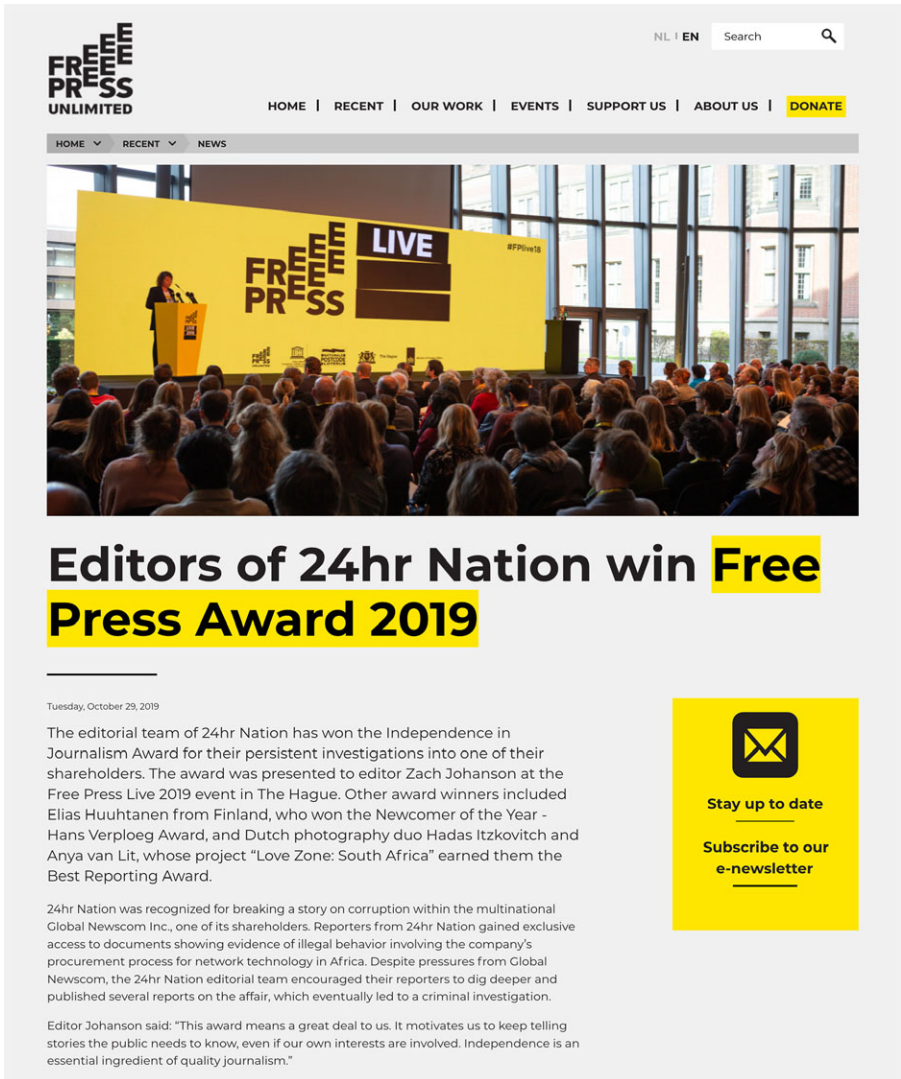 FREEEE
PRESS
UNLIMITED
NL EN Search
HOME | RECENT | OUR WORK | EVENTS | SUPPORT US | ABOUT US | DONATE
HOME RECENT NEWS
FREEEE
PRESS
LIVE
#FPlive18
The Hague
Editors of 24hr Nation win Free
Press Award 2019
Tuesday, October 29, 2019
The editorial team of 24hr Nation has won the Independence in
Journalism Award for their persistent investigations into one of their
shareholders. The award was presented to editor Zach Johanson at the
Free Press Live 2019 event in The Hague. Other award winners included
Elias Huuhtanen from Finland, who won the Newcomer of the Year -
Hans Verploeg Award, and Dutch photography duo Hadas Itzkovitch and
Anya van Lit, whose project “Love Zone: South Africa” earned them the
Best Reporting Award.
24hr Nation was recognized for breaking a story on corruption within the multinational
Global Newscom Inc., one of its shareholders. Reporters from 24hr Nation gained exclusive
access to documents showing evidence of illegal behavior involving the company’s
procurement process for network technology in Africa. Despite pressures from Global
Newscom, the 24hr Nation editorial team encouraged their reporters to dig deeper and
published several reports on the affair, which eventually led to a criminal investigation.
Editor Johanson said: “This award means a great deal to us. It motivates us to keep telling
stories the public needs to know, even if our own interests are involved. Independence is an
essential ingredient of quality journalism.”
Stay up to date
Subscribe to our
e-newsletter